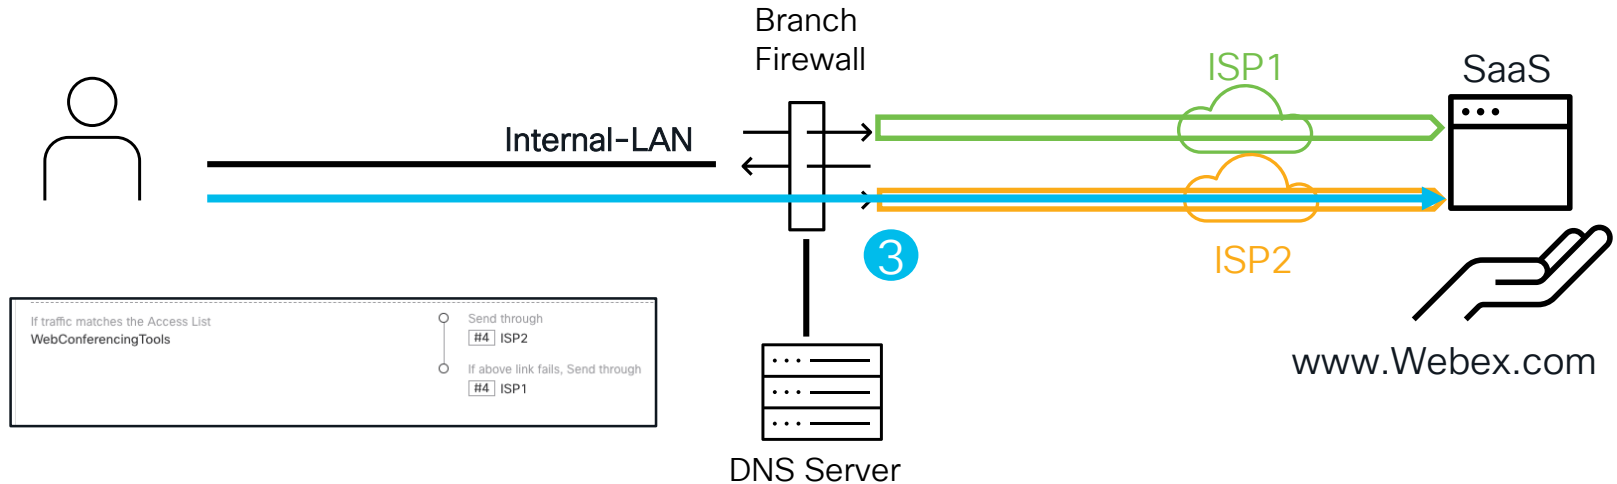 Branch
Firewall
ISP1
SaaS
Internal-LAN
3
ISP2
If traffic matches the Access List
WebConferencingTools
Send through
#4 ISP2
If above link fails, Send through
#4 ISP1
www.Webex.com
DNS Server